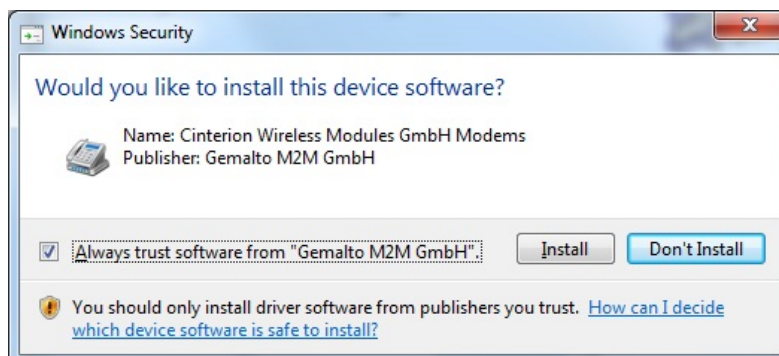 Windows Security
Would you like to install this device software?
Name: Cinterion Wireless Modules GmbH Modems
Publisher: Gemalto M2M GmbH
Always trust software from "Gemalto M2M GmbH".
Install
Don't Install
You should only install driver software from publishers you trust. How can I decide
which device software is safe to install?